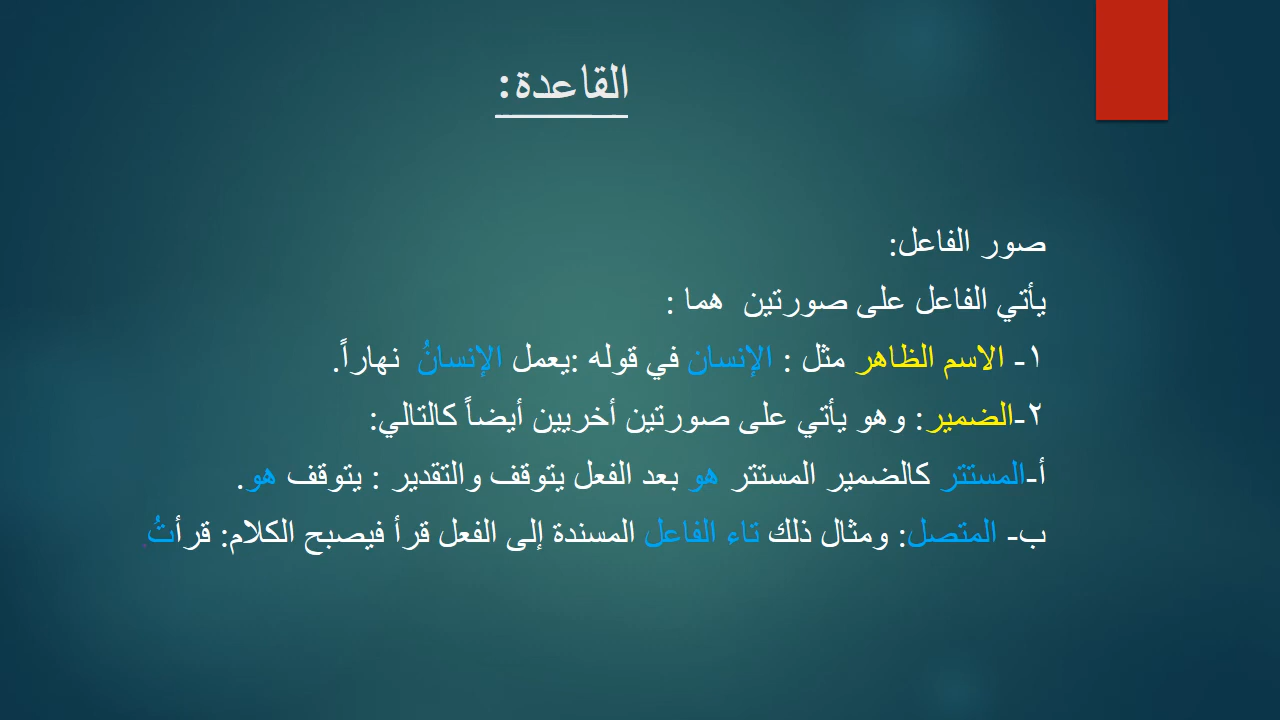 القاعدة:
صور الفاعل:
يأتي الفاعل على صورتين هما :
١- الاسم الظاهر مثل : الإنسان في قوله :يعمل الإنسانُ نهاراً.
٢-الضمير: وهو يأتي على صورتين أخريين أيضاً كالتالي:
أ-المستتر كالضمير المستتر هو بعد الفعل يتوقف والتقدير : يتوقف هو.
ب- المتصل: ومثال ذلك تاء الفاعل المسندة إلى الفعل قرأ فيصبح الكلام: قرأتُ.